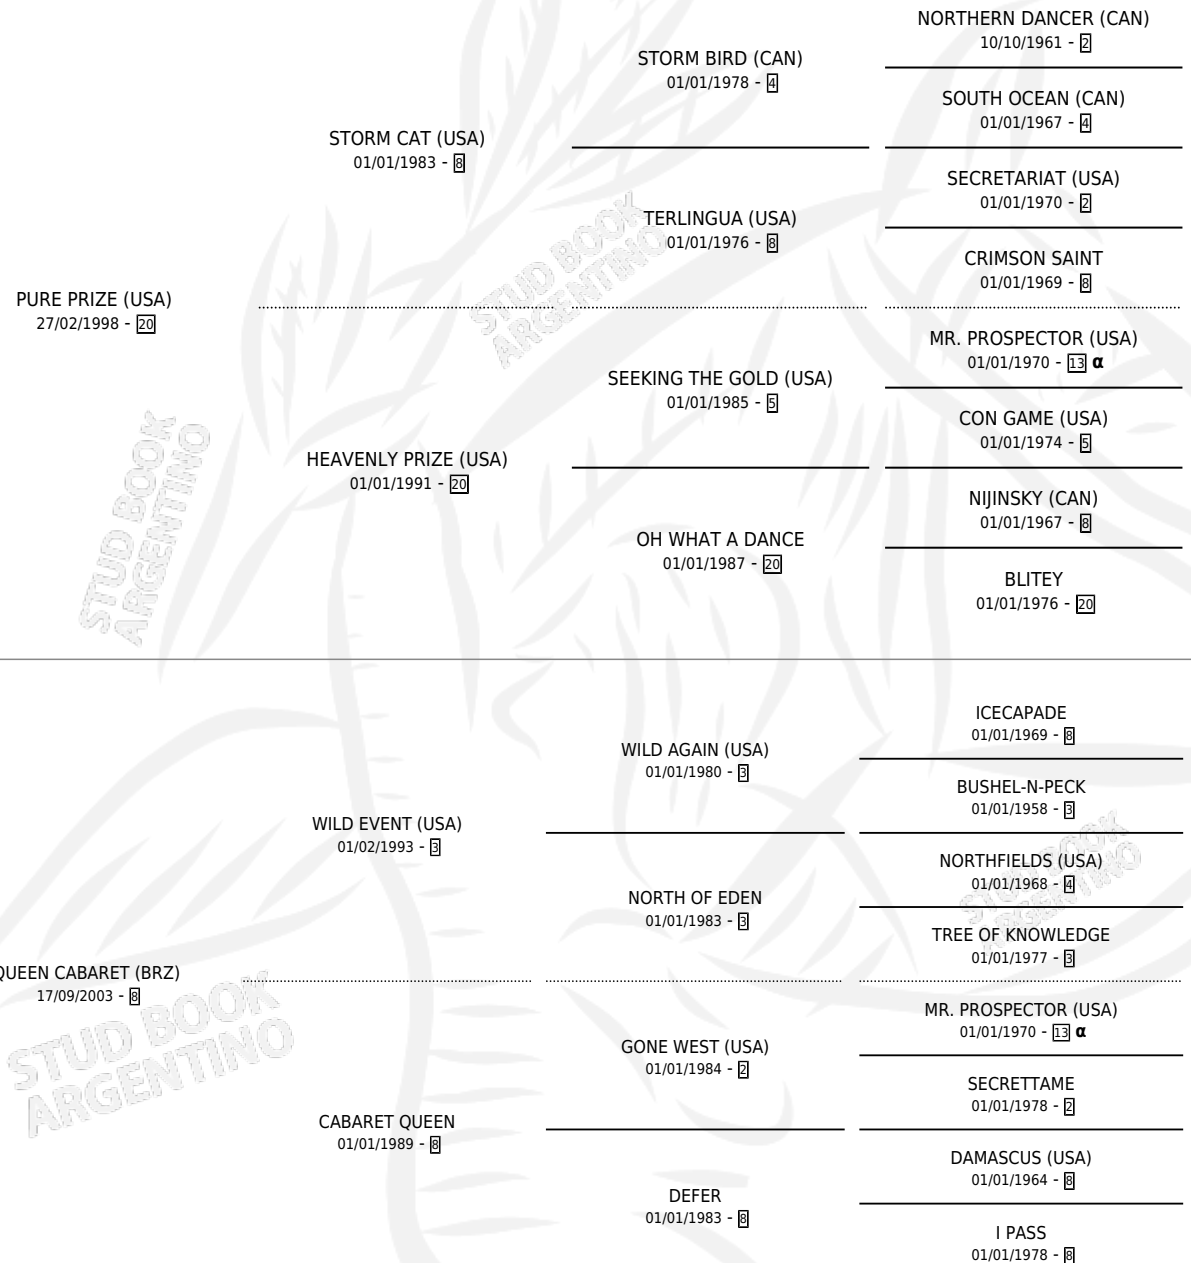 NORTHERN DANCER (CAN)
10/10/1961 - 2
STORM BIRD (CAN)
01/01/1978 - 4
SOUTH OCEAN (CAN)
01/01/1967 - 4
STORM CAT (USA)
01/01/1983 - 8
SECRETARIAT (USA)
01/01/1970 - 2
TERLINGUA (USA)
01/01/1976 - 8
CRIMSON SAINT
01/01/1969 - 8
PURE PRIZE (USA)
27/02/1998 - 20
MR. PROSPECTOR (USA)
01/01/1970 - 13 α
SEEKING THE GOLD (USA)
01/01/1985 - 5
CON GAME (USA)
01/01/1974 - 5
HEAVENLY PRIZE (USA)
01/01/1991 - 20
NIJINSKY (CAN)
01/01/1967 - 8
OH WHAT A DANCE
01/01/1987 - 20
BLITEY
01/01/1976 - 20
ICECAPADE
01/01/1969 - 8
WILD AGAIN (USA)
01/01/1980 - 3
BUSHEL-N-PECK
01/01/1958 - 3
WILD EVENT (USA)
01/02/1993 - 3
NORTHFIELDS (USA)
01/01/1968 - 4
NORTH OF EDEN
01/01/1983 - 3
TREE OF KNOWLEDGE
01/01/1977 - 3
QUEEN CABARET (BRZ)
17/09/2003 - 8
MR. PROSPECTOR (USA)
01/01/1970 - 13 α
GONE WEST (USA)
01/01/1984 - 2
SECRETTAME
01/01/1978 - 2
CABARET QUEEN
01/01/1989 - 8
DAMASCUS (USA)
01/01/1964 - 8
DEFER
01/01/1983 - 8
I PASS
01/01/1978 - 8
STUD BOOK
ARGENTINO
STUD BOOK
ARGENTINO
STUD BOOK
ARGENTINO
STUD BOOK
ARGENTINO